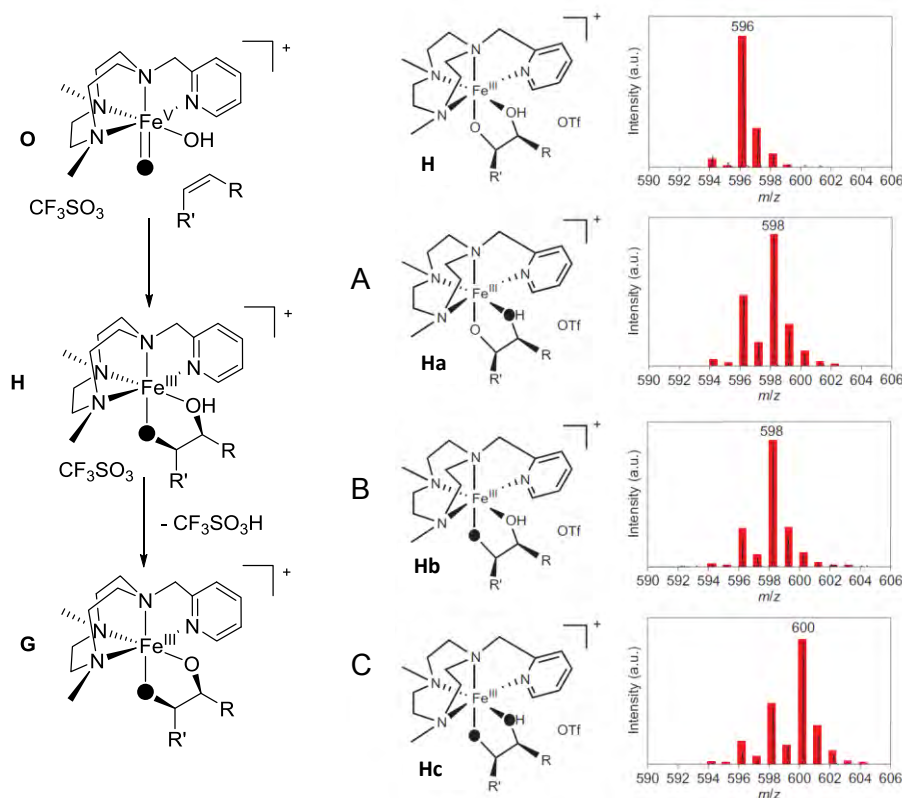 O
N
N
N
N
Fe^V
OH
+
CF₃SO₃
R
R'
H
N
N
N
N
Fe^III
OH
R
R'
+
CF₃SO₃
- CF₃SO₃H
G
N
N
N
N
Fe^III
O
R
R'
+
N
N
N
N
Fe^III
OH
O
R
R'
OTf
+
H
Intensity (a.u.)
596
590 592 594 596 598 600 602 604 606
m/z
A
N
N
N
N
Fe^III
H
O
R
R'
OTf
+
Ha
Intensity (a.u.)
598
590 592 594 596 598 600 602 604 606
m/z
B
N
N
N
N
Fe^III
OH
R
R'
OTf
+
Hb
Intensity (a.u.)
598
590 592 594 596 598 600 602 604 606
m/z
C
N
N
N
N
Fe^III
H
R
R'
OTf
+
Hc
Intensity (a.u.)
600
590 592 594 596 598 600 602 604 606
m/z